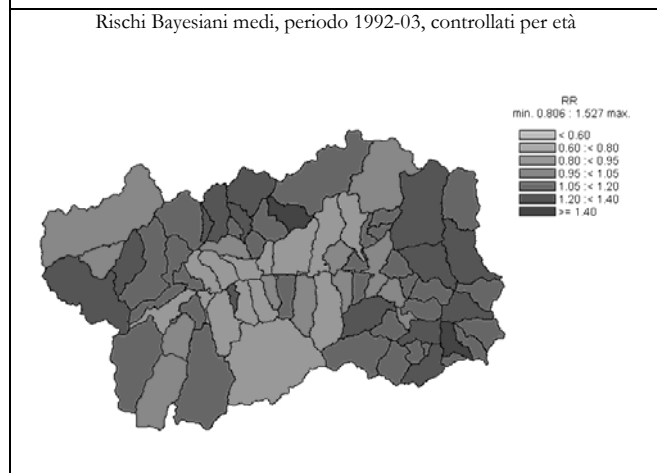 Rischi Bayesiani medi, periodo 1992-03, controllati per età
RR
min. 0.806 : 1.527 max.
< 0.60
0.60 :< 0.80
0.80 :< 0.95
0.95 :< 1.05
1.05 :< 1.20
1.20 :< 1.40
>= 1.40